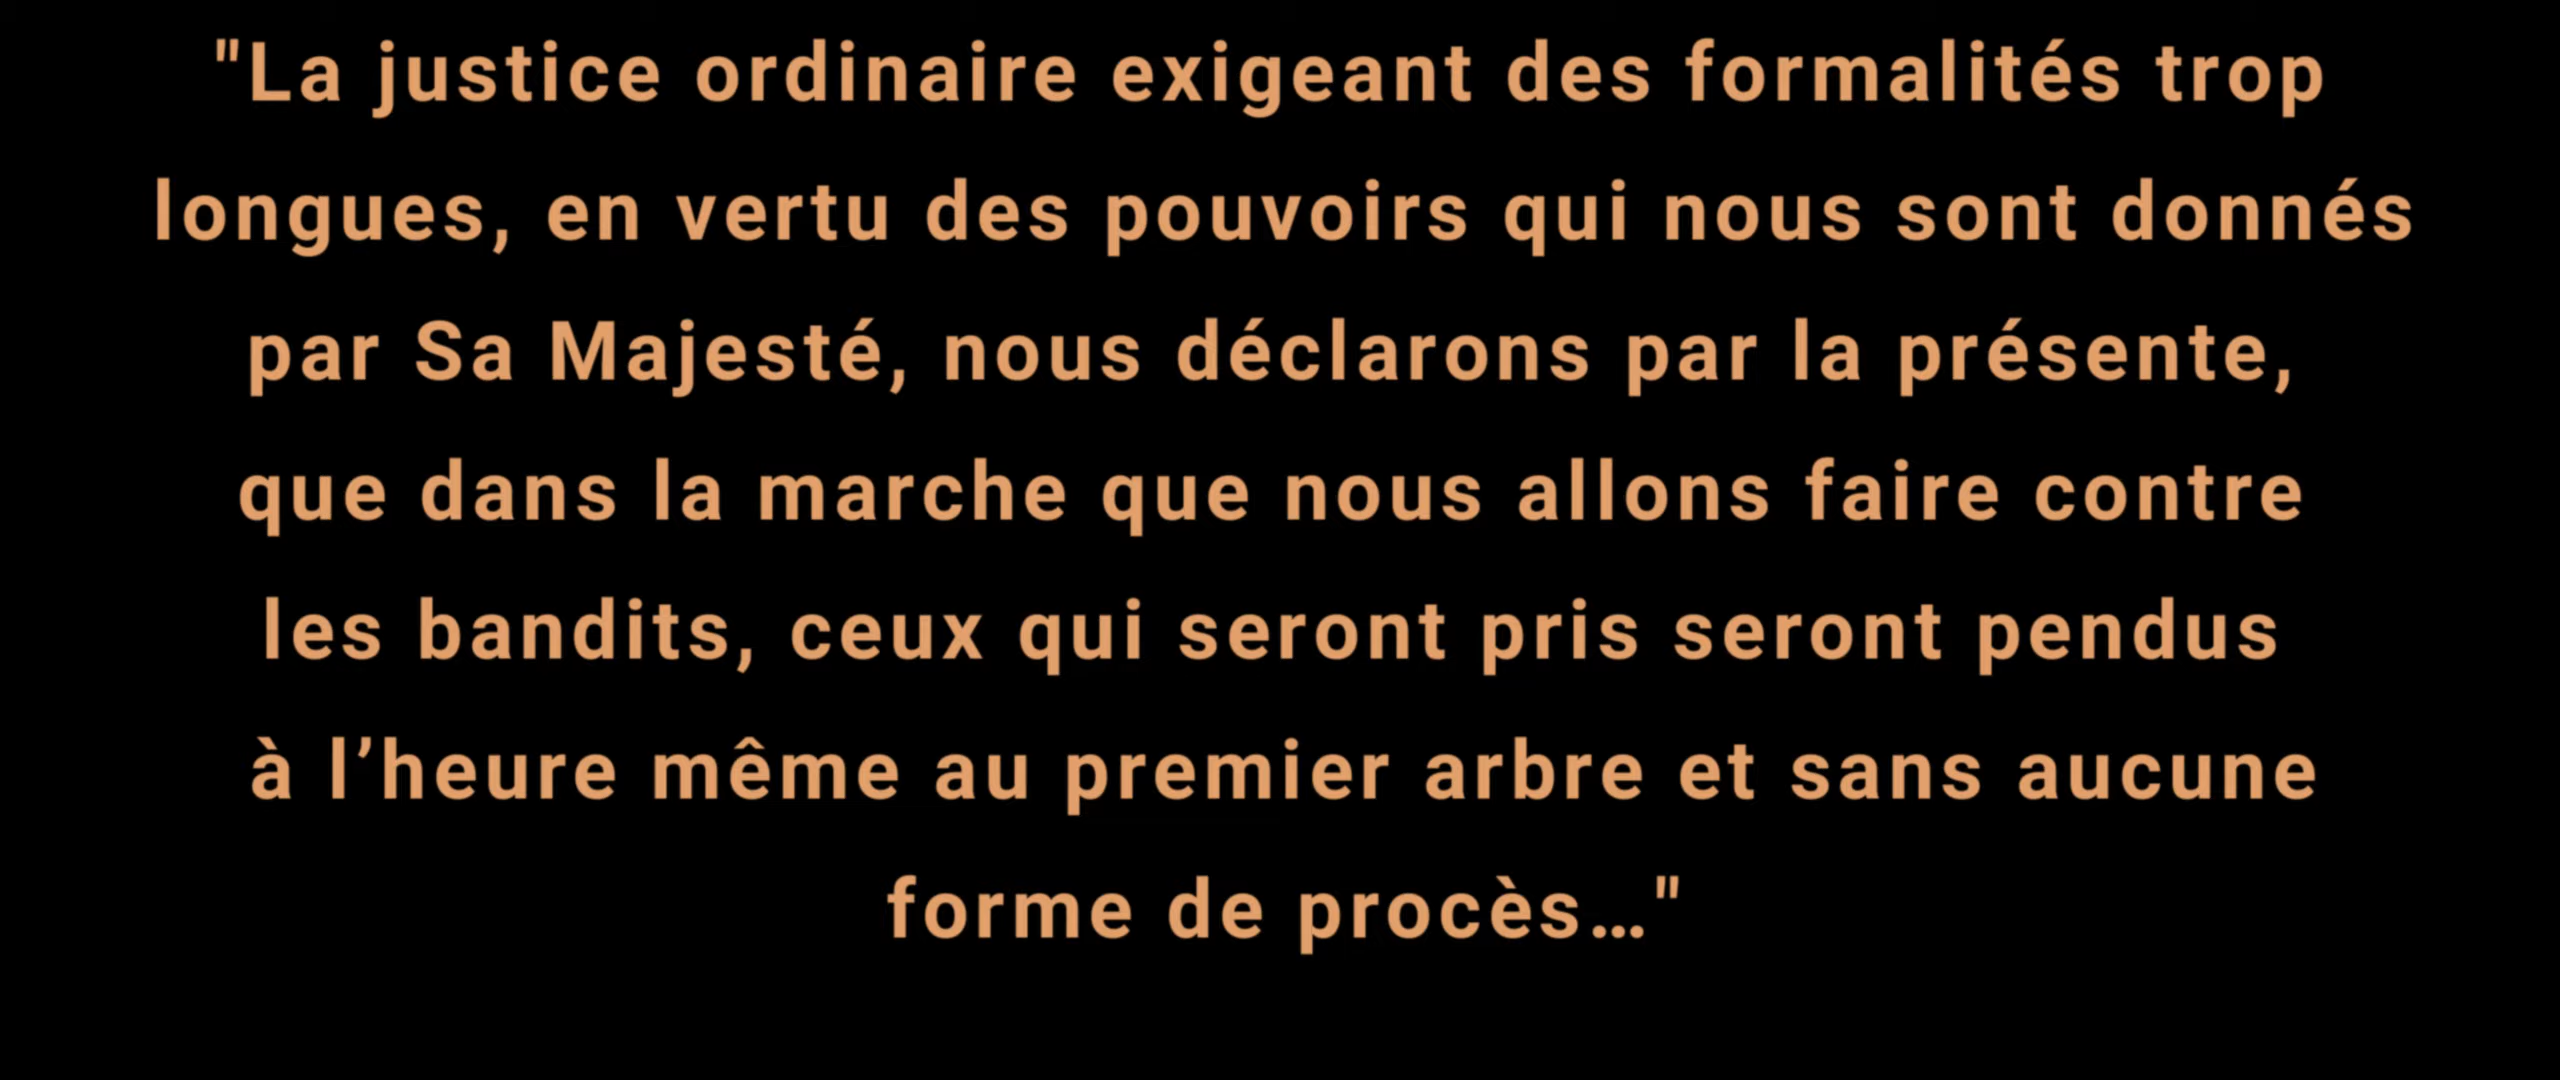 "La justice ordinaire exigeant des formalités trop
longues, en vertu des pouvoirs qui nous sont donnés
par Sa Majesté, nous déclarons par la présente,
que dans la marche que nous allons faire contre
les bandits, ceux qui seront pris seront pendus
à l’heure même au premier arbre et sans aucune
forme de procès…"